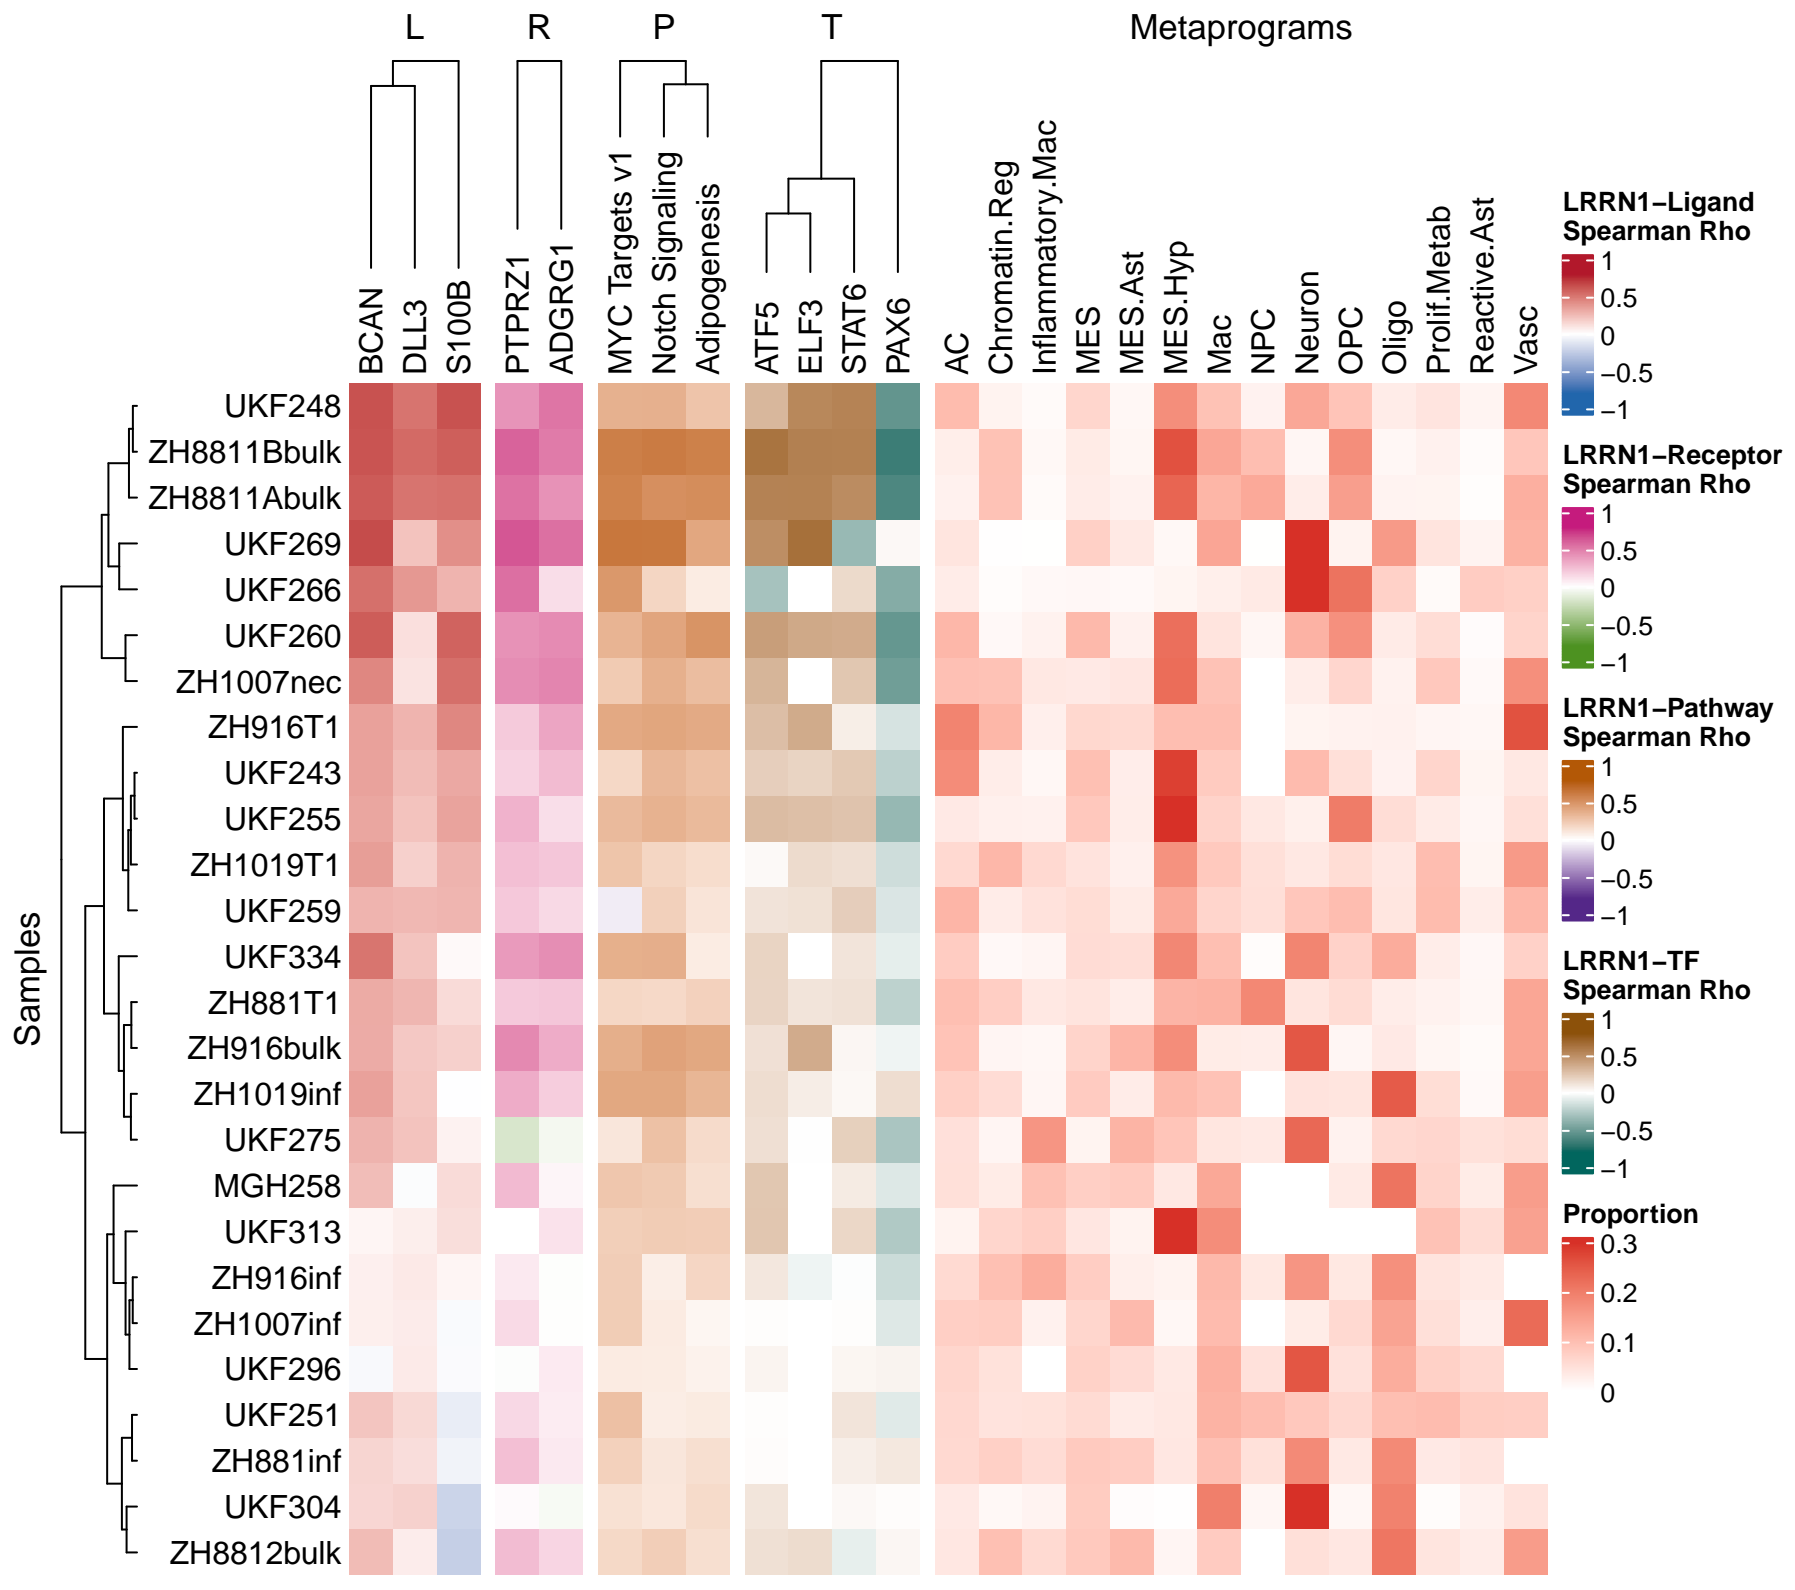 L R P T Metaprograms
BCAN DLL3 S100B PTPRZ1 ADGRG1 MYC Targets v1 Notch Signaling Adipogenesis ATF5 ELF3 STAT6 PAX6 AC Chromatin.Reg Inflammatory.Mac MES MES.Ast MES.Hyp Mac NPC Neuron OPC Oligo Prolif.Metab Reactive.Ast Vasc
Samples
UKF248
ZH8811Bbulk
ZH8811Abulk
UKF269
UKF266
UKF260
ZH1007nec
ZH916T1
UKF243
UKF255
ZH1019T1
UKF259
UKF334
ZH881T1
ZH916bulk
ZH1019inf
UKF275
MGH258
UKF313
ZH916inf
ZH1007inf
UKF296
UKF251
ZH881inf
UKF304
ZH8812bulk
LRRN1−Ligand
Spearman Rho
1
0.5
0
−0.5
−1
LRRN1−Receptor
Spearman Rho
1
0.5
0
−0.5
−1
LRRN1−Pathway
Spearman Rho
1
0.5
0
−0.5
−1
LRRN1−TF
Spearman Rho
1
0.5
0
−0.5
−1
Proportion
0.3
0.2
0.1
0